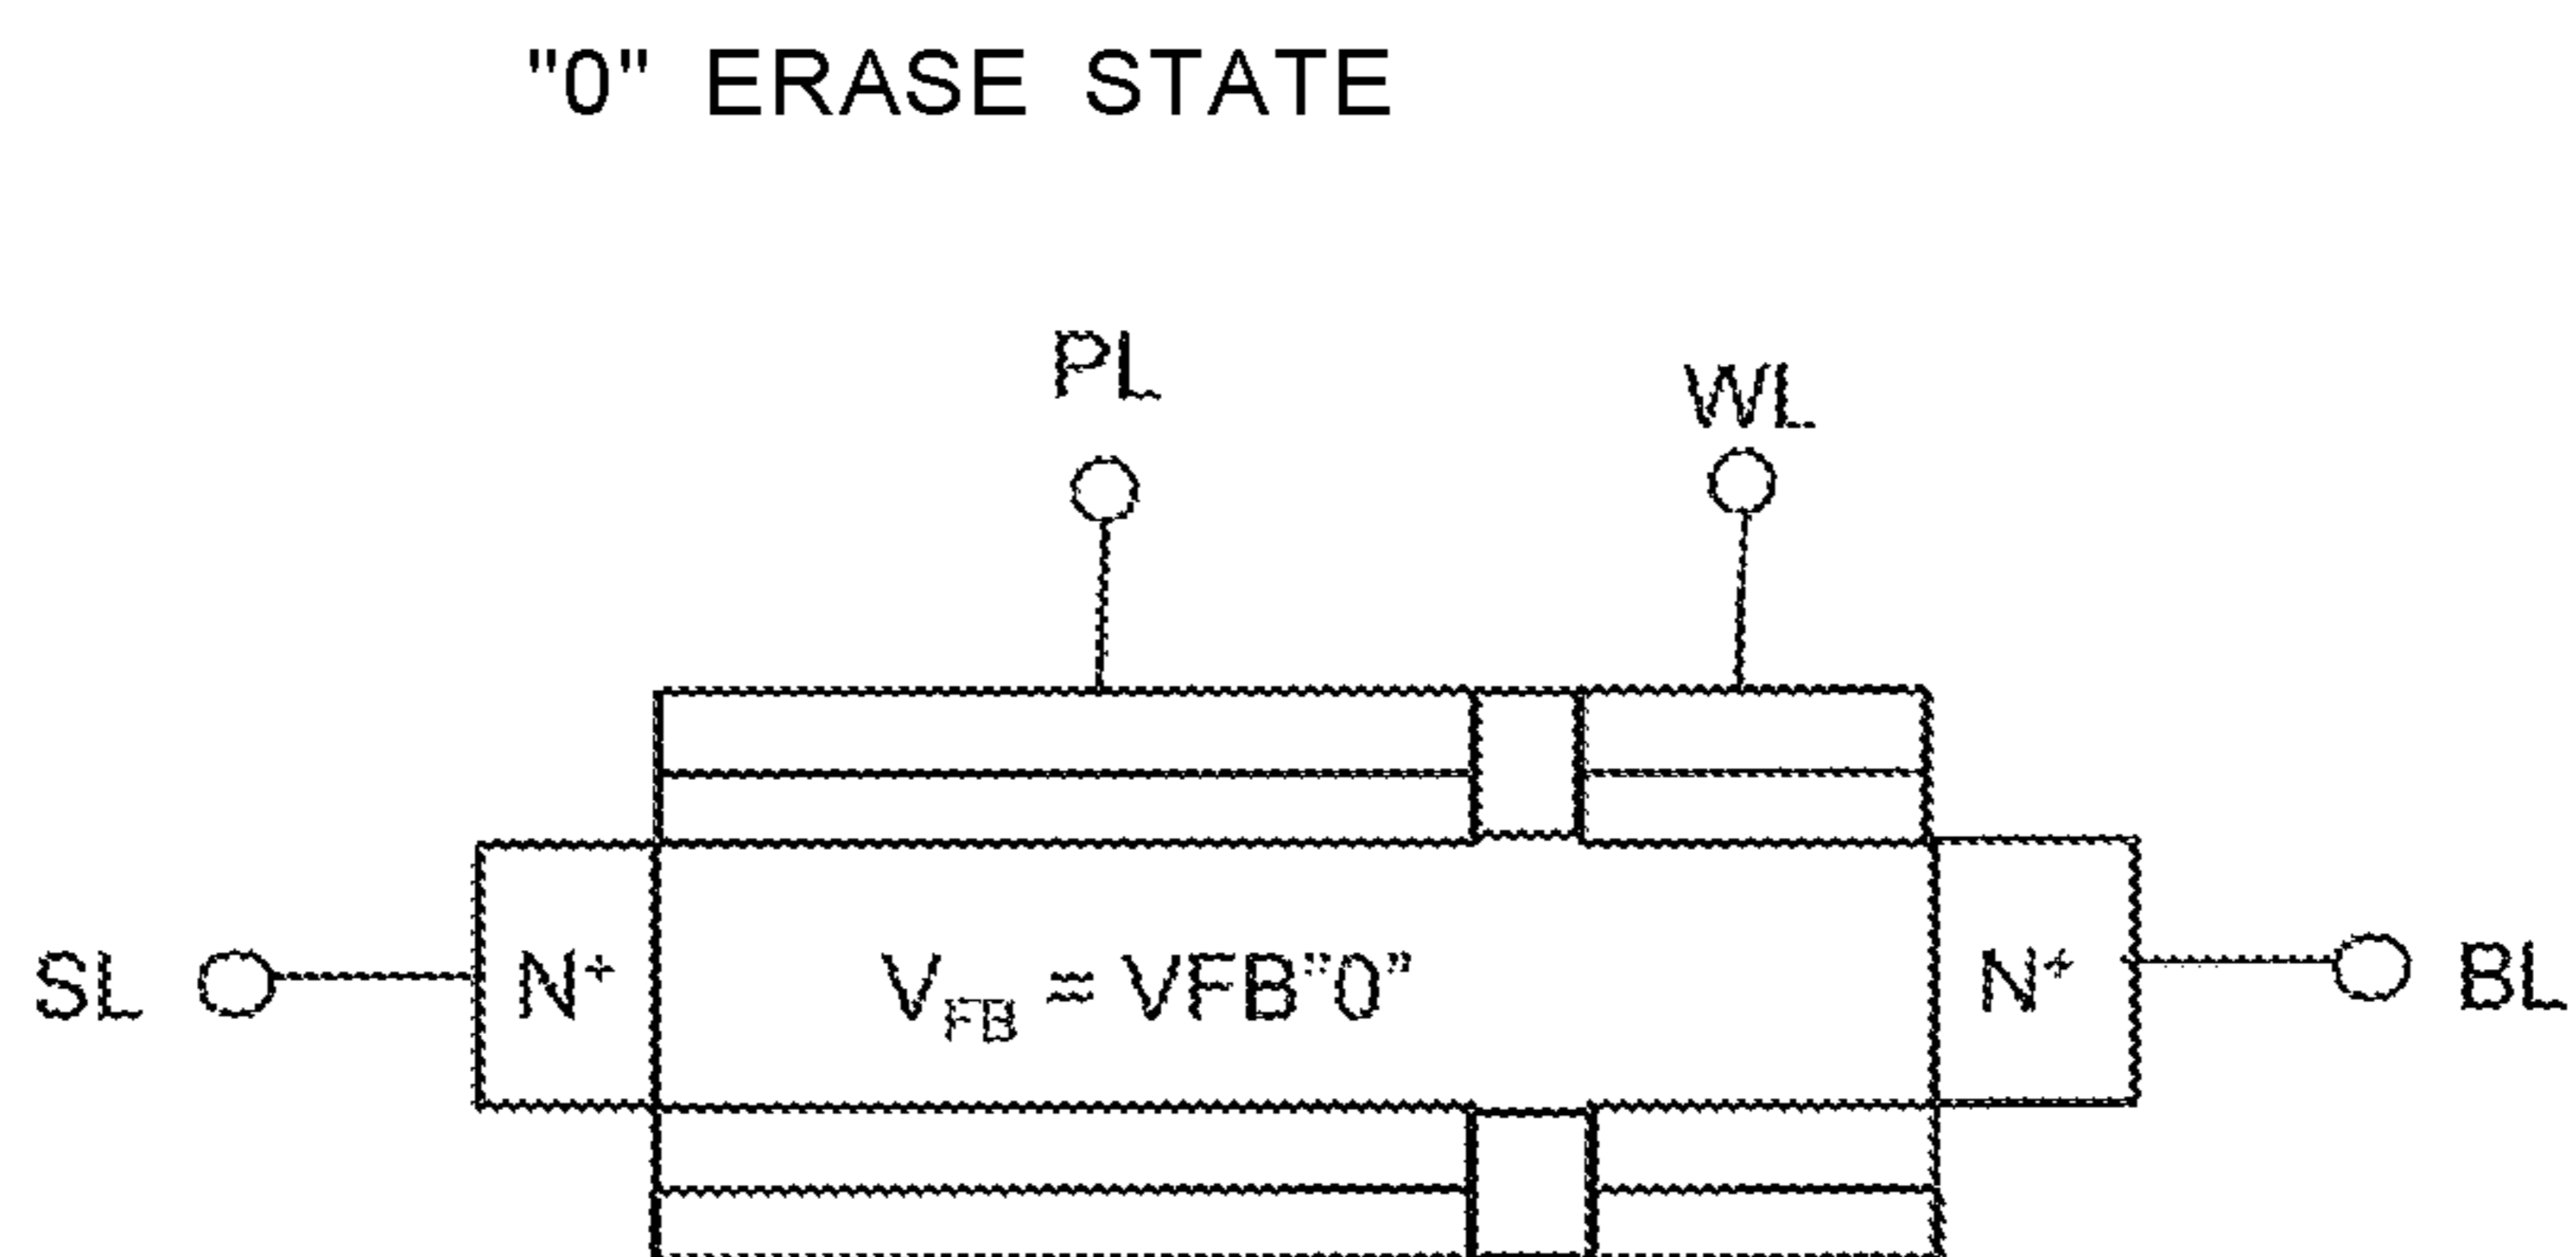 "0" ERASE STATE
PL
WL
SL N⁺ V_FB = VFB"0" N⁺ BL